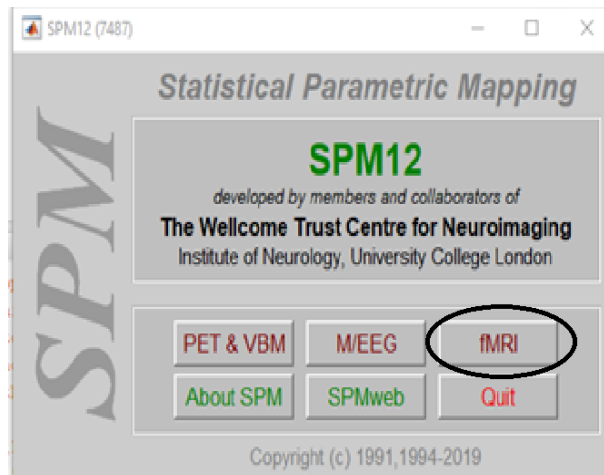 SPM12 (7487)
SPM
Statistical Parametric Mapping
SPM12
developed by members and collaborators of
The Wellcome Trust Centre for Neuroimaging
Institute of Neurology, University College London
PET & VBM M/EEG fMRI
About SPM SPMweb Quit
Copyright (c) 1991,1994-2019